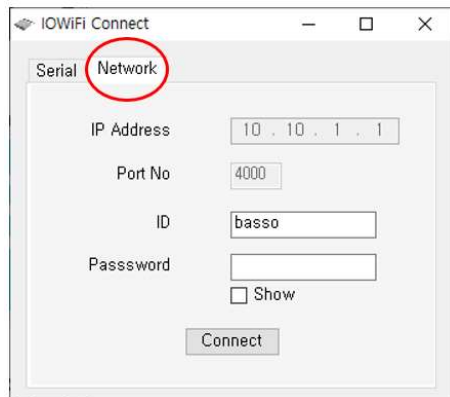 IOWiFi Connect
Serial Network
IP Address 10 . 10 . 1 . 1
Port No 4000
ID basso
Passsword
Show
Connect